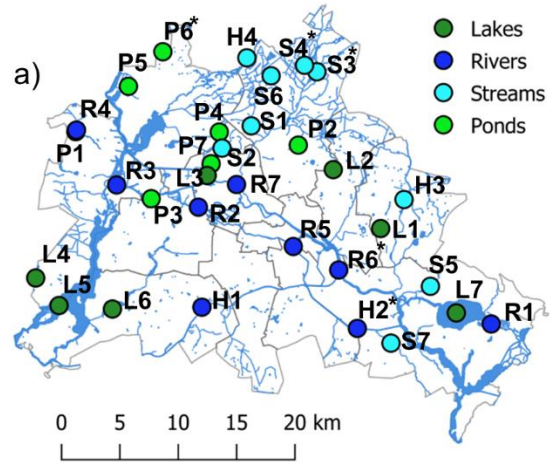 a)
P6*
H4
S4*
S3*
Lakes
Rivers
Streams
Ponds
P5
S6
R4
P1
P4
S1
P2
P7
S2
L2
R3
L3
R7
H3
P3
R2
L1
*
R5
R6*
L4
L5
L6
H1
S5
L7
R1
H2*
S7
0 5 10 15 20 km